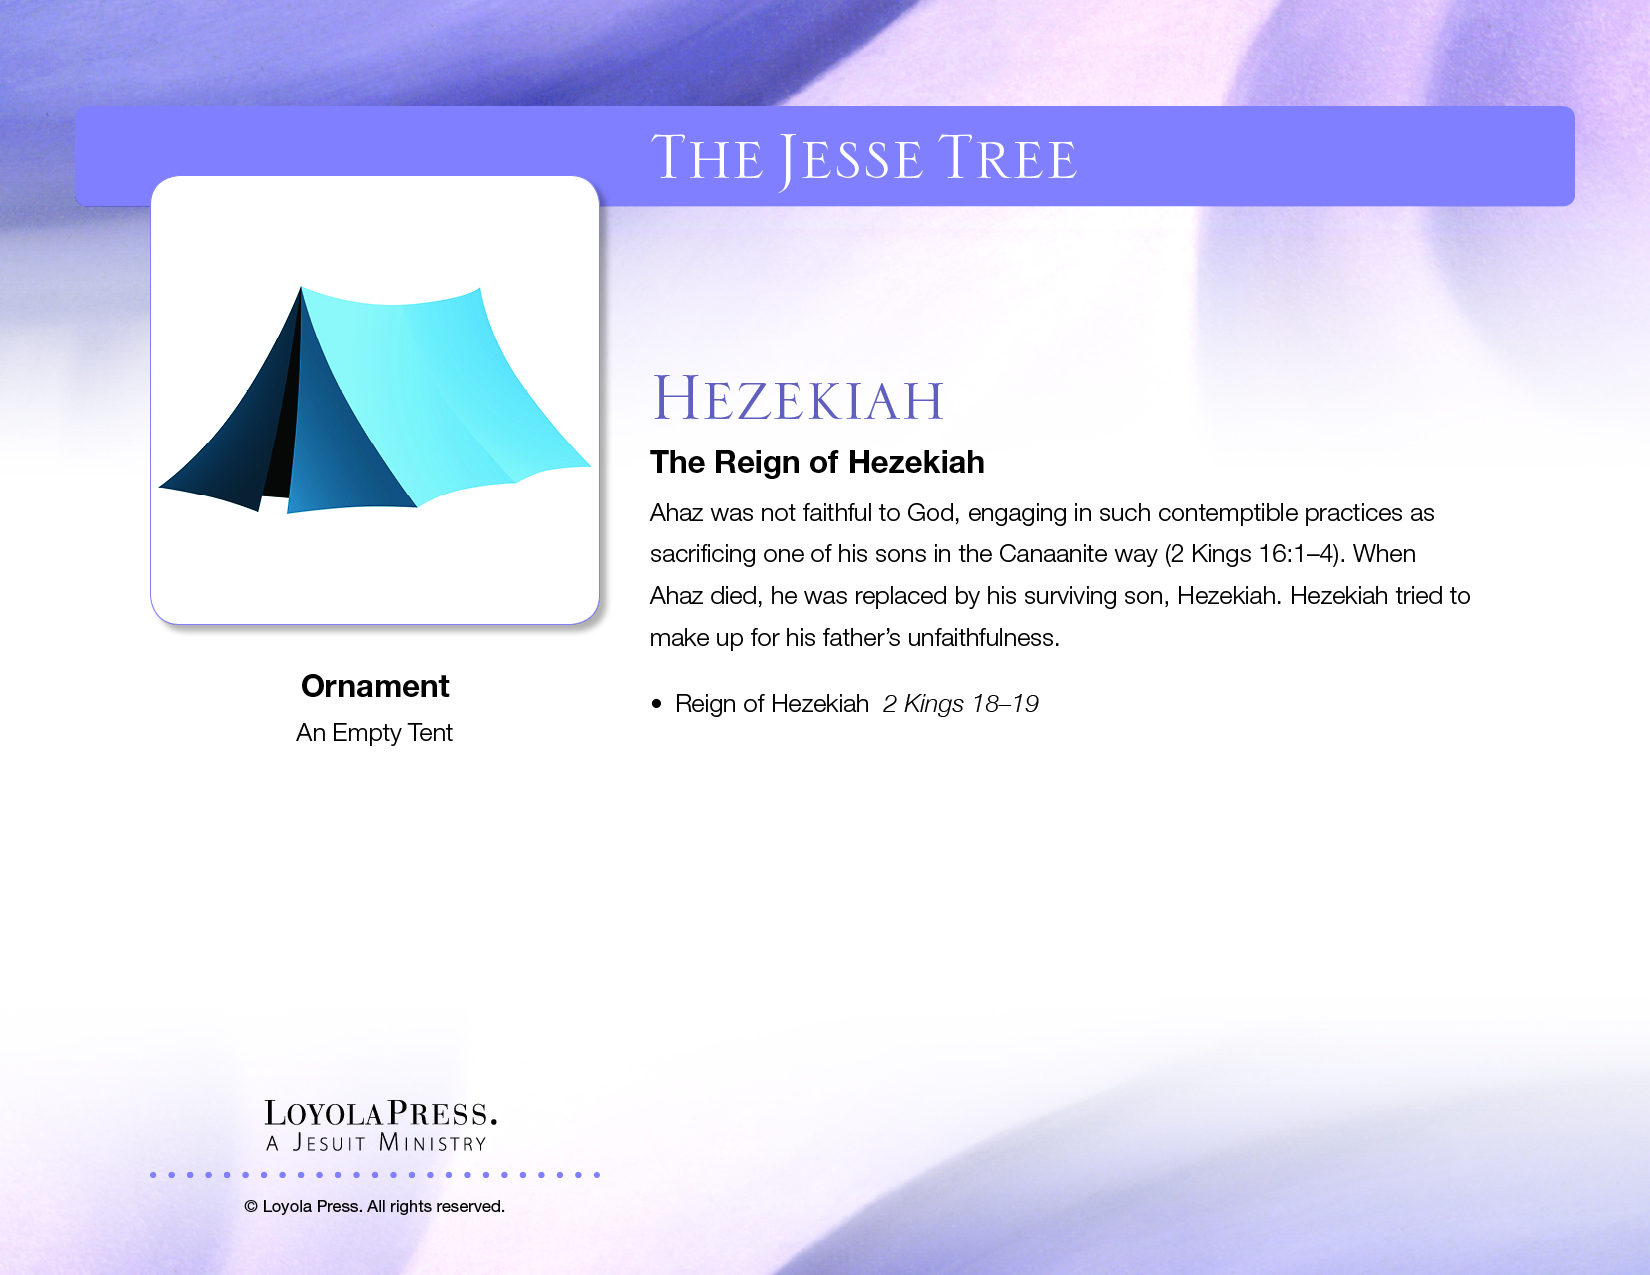 The Jesse Tree
Hezekiah
The Reign of Hezekiah
Ahaz was not faithful to God, engaging in such contemptible practices as
sacrificing one of his sons in the Canaanite way (2 Kings 16:1–4). When
Ahaz died, he was replaced by his surviving son, Hezekiah. Hezekiah tried to
make up for his father’s unfaithfulness.
• Reign of Hezekiah 2 Kings 18–19
Ornament
An Empty Tent
LoyolaPress.
A Jesuit Ministry
© Loyola Press. All rights reserved.